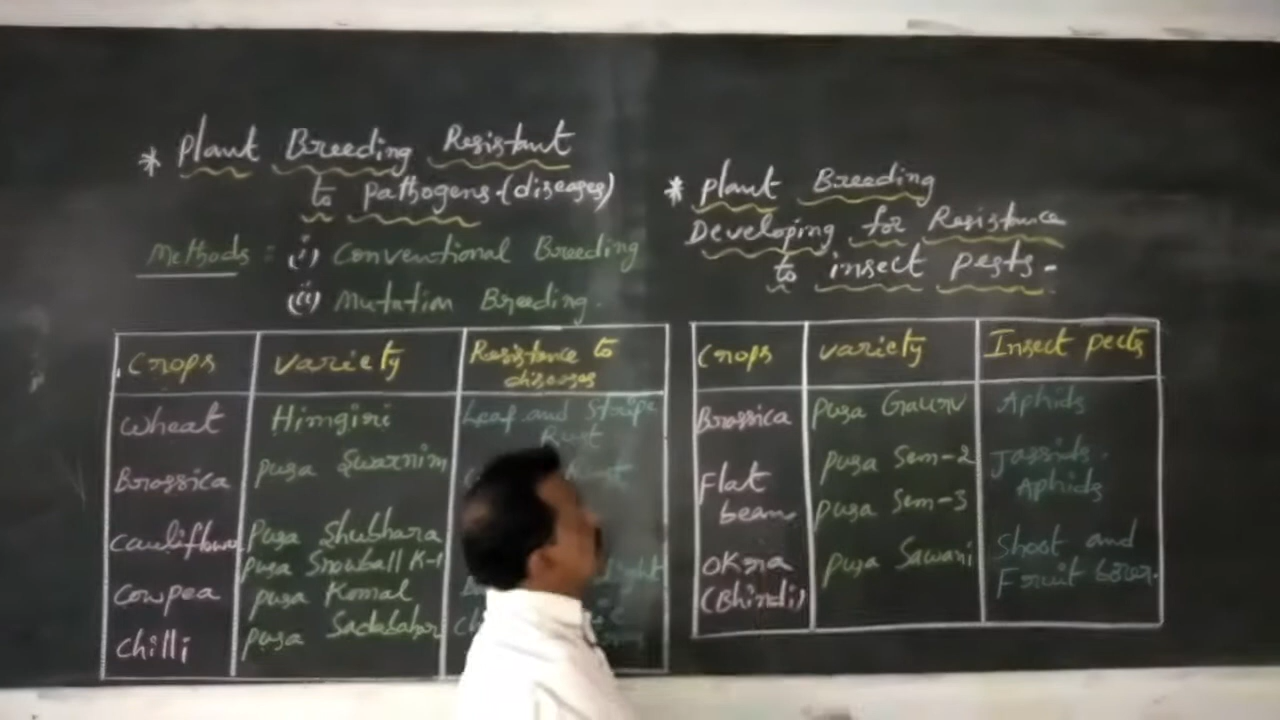 * Plant Breeding Resistant
to pathogens.(diseases)
Methods : (i) Conventional Breeding
(ii) Mutation Breeding.
Crops
variety
Resistance to
diseases
wheat
Himgiri
Leaf and Stripe
Rust
Brassica
pusa Swarnim
Cauliflower
Pusa Shubhara
pusa Snowball K-1
Cowpea
pusa Komal
chilli
pusa Sadabahar
* plant Breeding
Developing for Resistance
to insect pests.
Crops
variety
Insect pects
Brassica
pusa Gaurv
Aphids
Flat
bean
pusa Sem-2
pusa Sem-3
Jassids.
Aphids
OKra
(Bhindi)
pusa Sawani
Shoot and
Fruit borer.